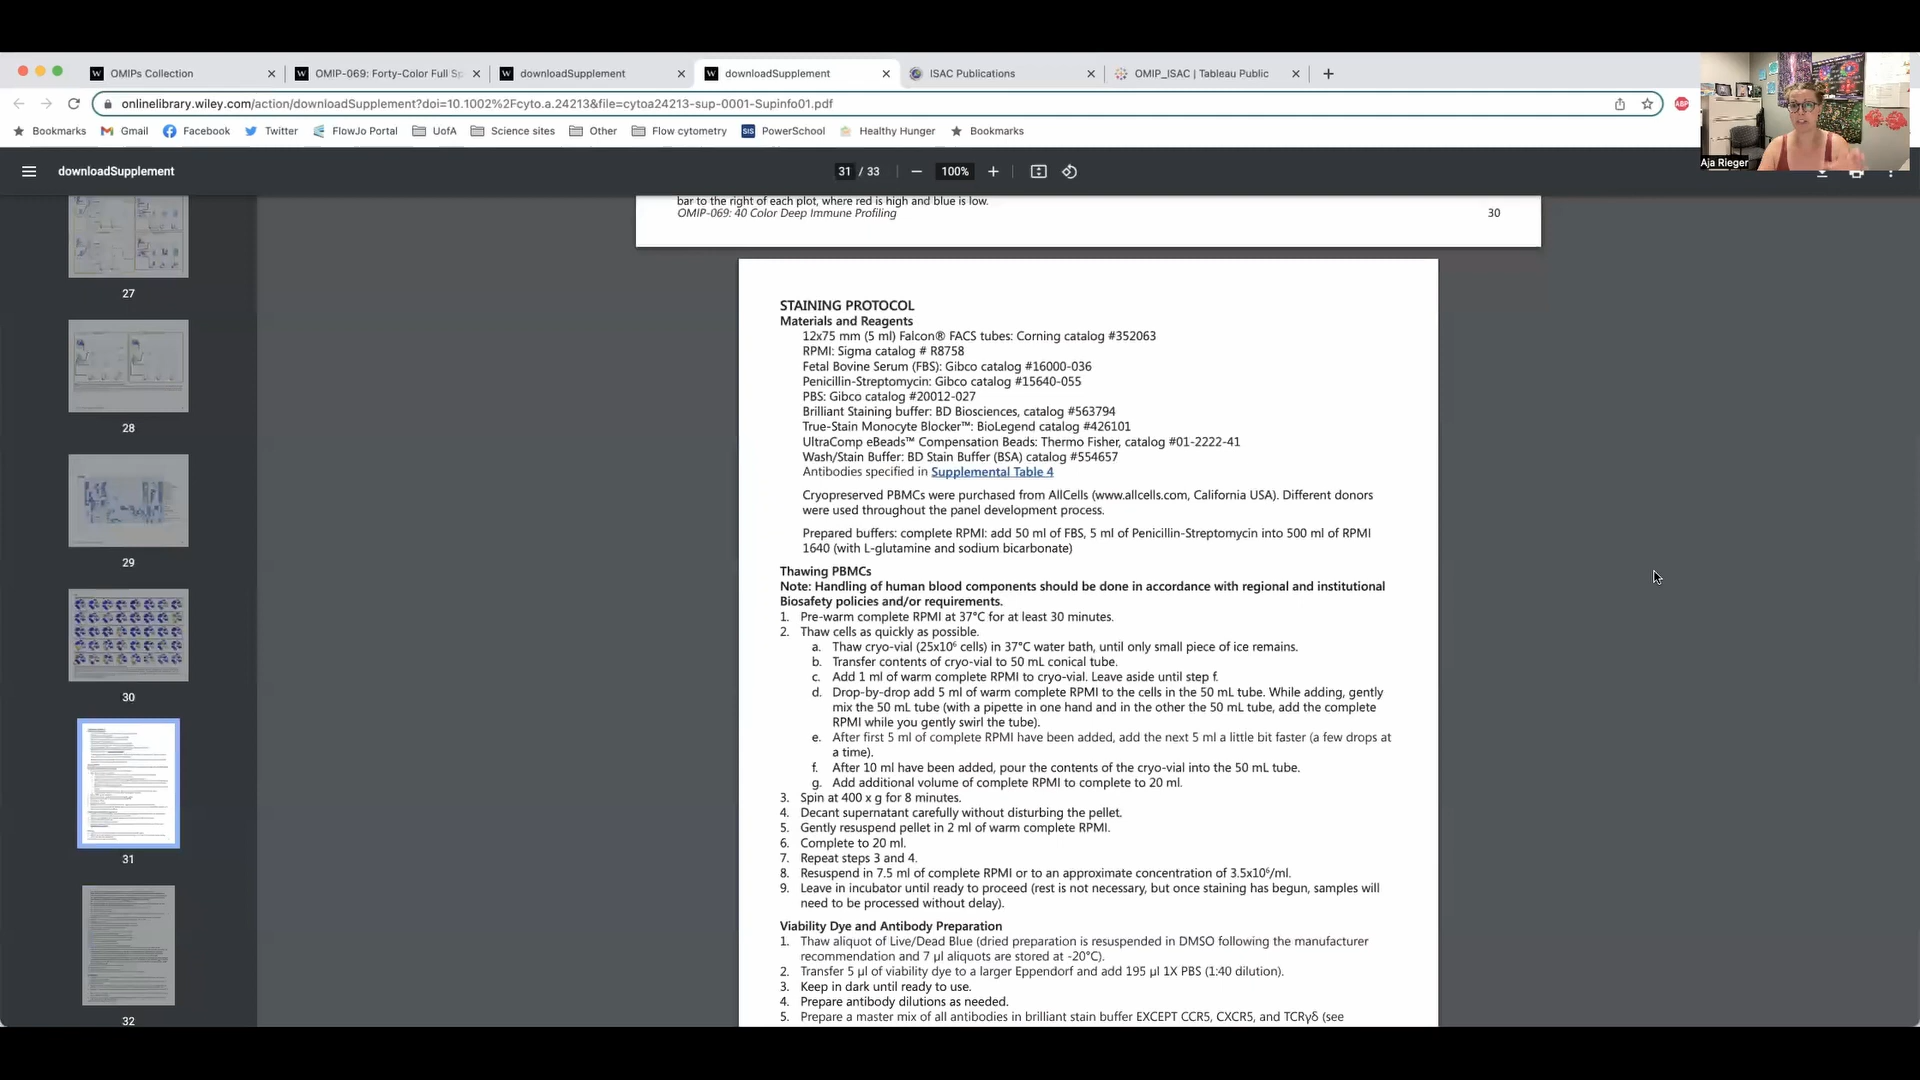 OMIPs Collection
OMIP-069: Forty-Color Full Sp
downloadSupplement
downloadSupplement
ISAC Publications
OMIP_ISAC | Tableau Public
onlinelibrary.wiley.com/action/downloadSupplement?doi=10.1002%2Fcyto.a.24213&file=cytoa24213-sup-0001-Supinfo01.pdf
ABP
Bookmarks Gmail Facebook Twitter FlowJo Portal UofA Science sites Other Flow cytometry SIS PowerSchool Healthy Hunger Bookmarks
Aja Rieger
downloadSupplement
31 / 33
100%
bar to the right of each plot, where red is high and blue is low.
OMIP-069: 40 Color Deep Immune Profiling 30
27
28
29
30
31
32
STAINING PROTOCOL
Materials and Reagents
12x75 mm (5 ml) Falcon® FACS tubes: Corning catalog #352063
RPMI: Sigma catalog # R8758
Fetal Bovine Serum (FBS): Gibco catalog #16000-036
Penicillin-Streptomycin: Gibco catalog #15640-055
PBS: Gibco catalog #20012-027
Brilliant Staining buffer: BD Biosciences, catalog #563794
True-Stain Monocyte Blocker™: BioLegend catalog #426101
UltraComp eBeads™ Compensation Beads: Thermo Fisher, catalog #01-2222-41
Wash/Stain Buffer: BD Stain Buffer (BSA) catalog #554657
Antibodies specified in Supplemental Table 4
Cryopreserved PBMCs were purchased from AllCells (www.allcells.com, California USA). Different donors
were used throughout the panel development process.
Prepared buffers: complete RPMI: add 50 ml of FBS, 5 ml of Penicillin-Streptomycin into 500 ml of RPMI
1640 (with L-glutamine and sodium bicarbonate)
Thawing PBMCs
Note: Handling of human blood components should be done in accordance with regional and institutional
Biosafety policies and/or requirements.
1. Pre-warm complete RPMI at 37°C for at least 30 minutes.
2. Thaw cells as quickly as possible.
a. Thaw cryo-vial (25x10⁶ cells) in 37°C water bath, until only small piece of ice remains.
b. Transfer contents of cryo-vial to 50 mL conical tube.
c. Add 1 ml of warm complete RPMI to cryo-vial. Leave aside until step f.
d. Drop-by-drop add 5 ml of warm complete RPMI to the cells in the 50 mL tube. While adding, gently
mix the 50 mL tube (with a pipette in one hand and in the other the 50 mL tube, add the complete
RPMI while you gently swirl the tube).
e. After first 5 ml of complete RPMI have been added, add the next 5 ml a little bit faster (a few drops at
a time).
f. After 10 ml have been added, pour the contents of the cryo-vial into the 50 mL tube.
g. Add additional volume of complete RPMI to complete to 20 ml.
3. Spin at 400 x g for 8 minutes.
4. Decant supernatant carefully without disturbing the pellet.
5. Gently resuspend pellet in 2 ml of warm complete RPMI.
6. Complete to 20 ml.
7. Repeat steps 3 and 4.
8. Resuspend in 7.5 ml of complete RPMI or to an approximate concentration of 3.5x10⁶/ml.
9. Leave in incubator until ready to proceed (rest is not necessary, but once staining has begun, samples will
need to be processed without delay).
Viability Dye and Antibody Preparation
1. Thaw aliquot of Live/Dead Blue (dried preparation is resuspended in DMSO following the manufacturer
recommendation and 7 µl aliquots are stored at -20°C).
2. Transfer 5 µl of viability dye to a larger Eppendorf and add 195 µl 1X PBS (1:40 dilution).
3. Keep in dark until ready to use.
4. Prepare antibody dilutions as needed.
5. Prepare a master mix of all antibodies in brilliant stain buffer EXCEPT CCR5, CXCR5, and TCRγδ (see